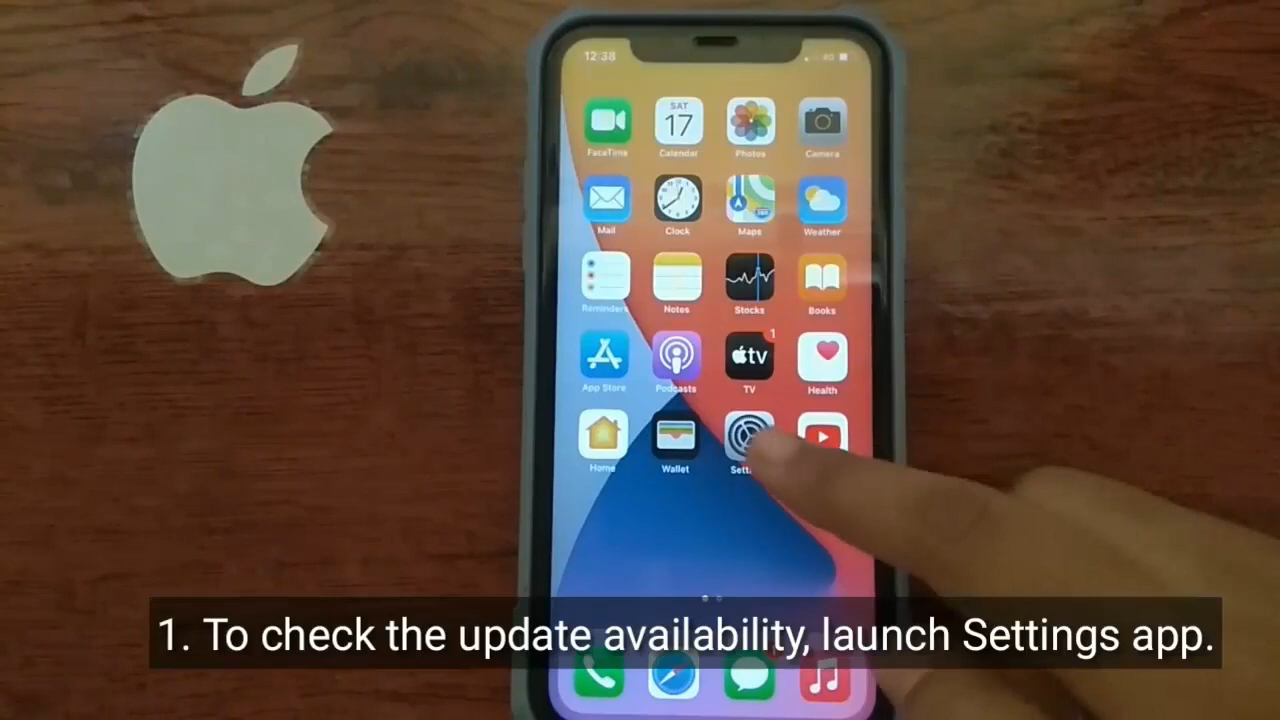 12:38
SAT
17
FaceTime
Calendar
Photos
Camera
Mail
Clock
Maps
Weather
Reminders
Notes
Stocks
Books
tv
1
App Store
Podcasts
TV
Health
Home
Wallet
1. To check the update availability, launch Settings app.